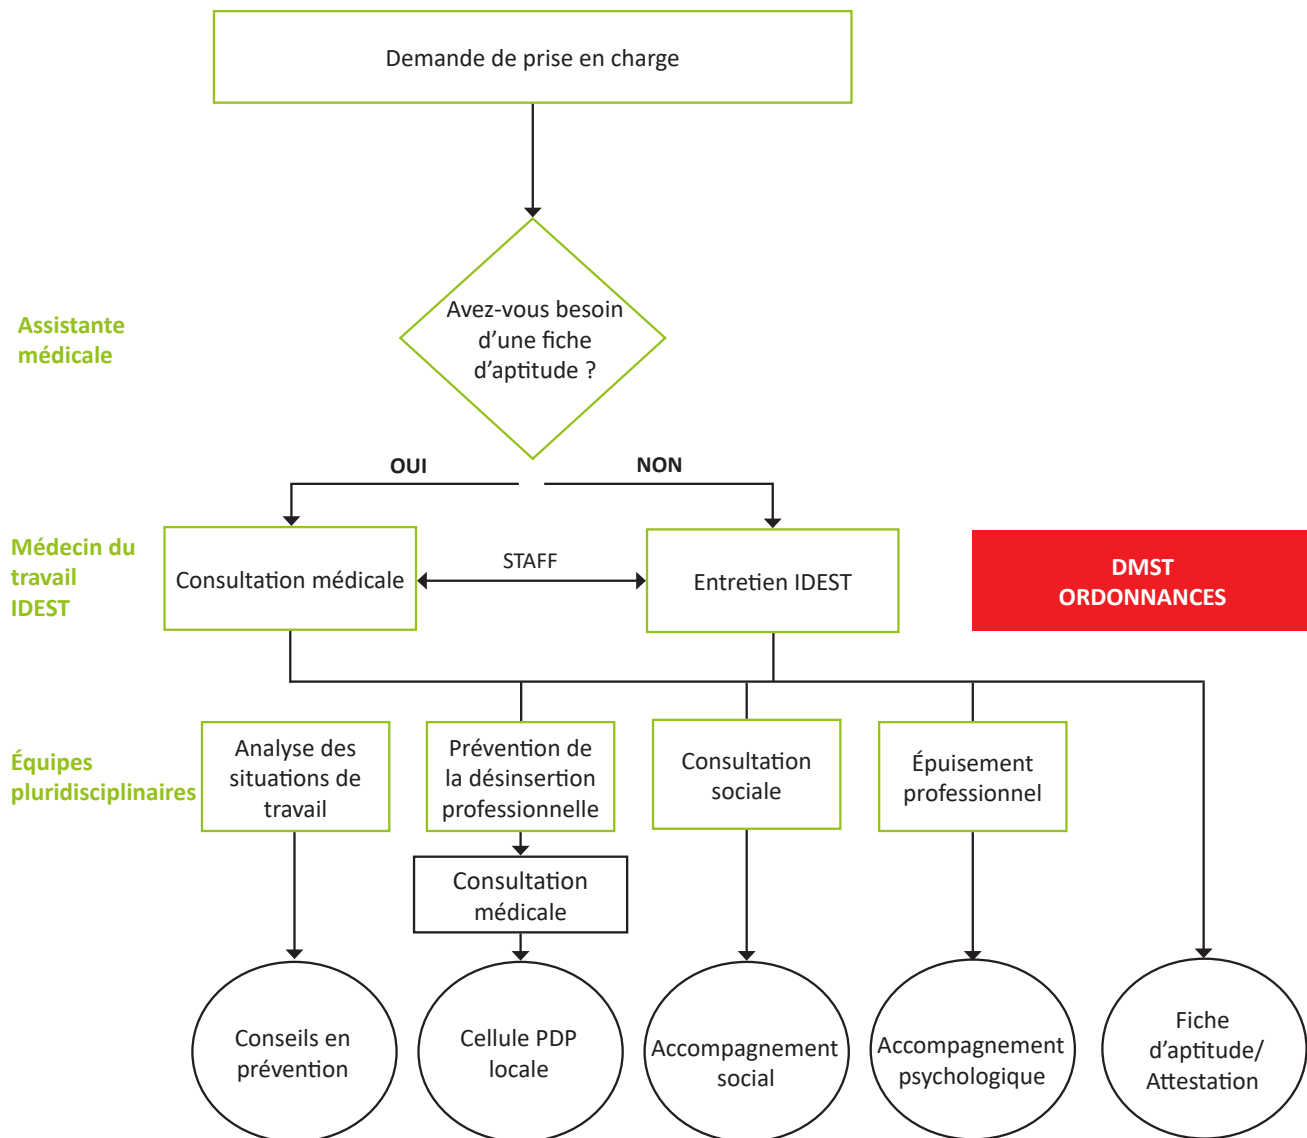 Demande de prise en charge
Assistante
médicale
Avez-vous besoin
d’une fiche
d’aptitude ?
OUI
NON
Médecin du
travail
IDEST
Consultation médicale
STAFF
Entretien IDEST
DMST
ORDONNANCES
Équipes
pluridisciplinaires
Analyse des
situations de
travail
Prévention de
la désinsertion
professionnelle
Consultation
sociale
Épuisement
professionnel
Consultation
médicale
Conseils en
prévention
Cellule PDP
locale
Accompagnement
social
Accompagnement
psychologique
Fiche
d’aptitude/
Attestation